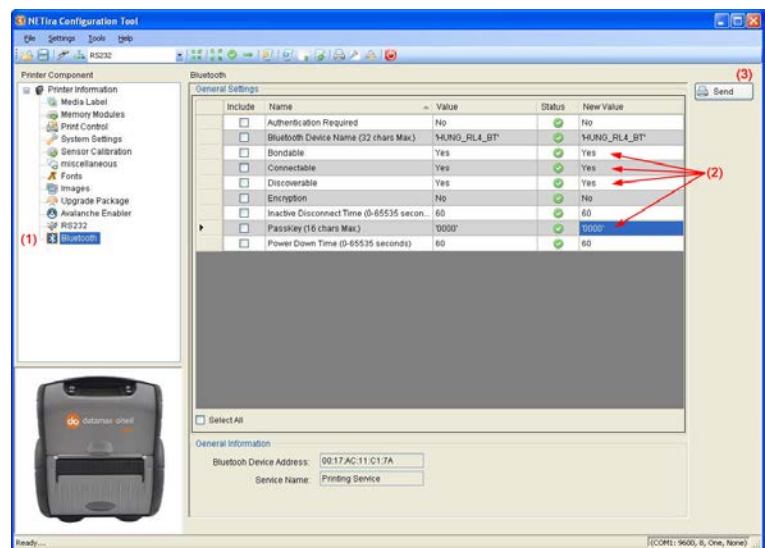 NETira Configuration Tool
File Settings Tools Help
RS232
Printer Component
Printer Information
Media Label
Memory Modules
Print Control
System Settings
Sensor Calibration
miscellaneous
Fonts
Images
Upgrade Package
Avalanche Enabler
RS232
(1) Bluetooth
Bluetooth
General Settings
Include Name Value Status New Value
Authentication Required No No
Bluetooth Device Name (32 chars Max.) 'HUNG_RL4_BT' 'HUNG_RL4_BT'
Bondable Yes Yes
Connectable Yes Yes
Discoverable Yes Yes
Encryption No No
Inactive Disconnect Time (0-65535 secon... 60 60
PassKey (16 chars Max.) '0000' '0000'
Power Down Time (0-65535 seconds) 60 60
(2)
(3)
Send
Select All
General Information
Bluetooth Device Address: 00:17:AC:11:C1:7A
Service Name: Printing Service
datamax oneil
Ready....
(COM1: 9600, 8, One, None)